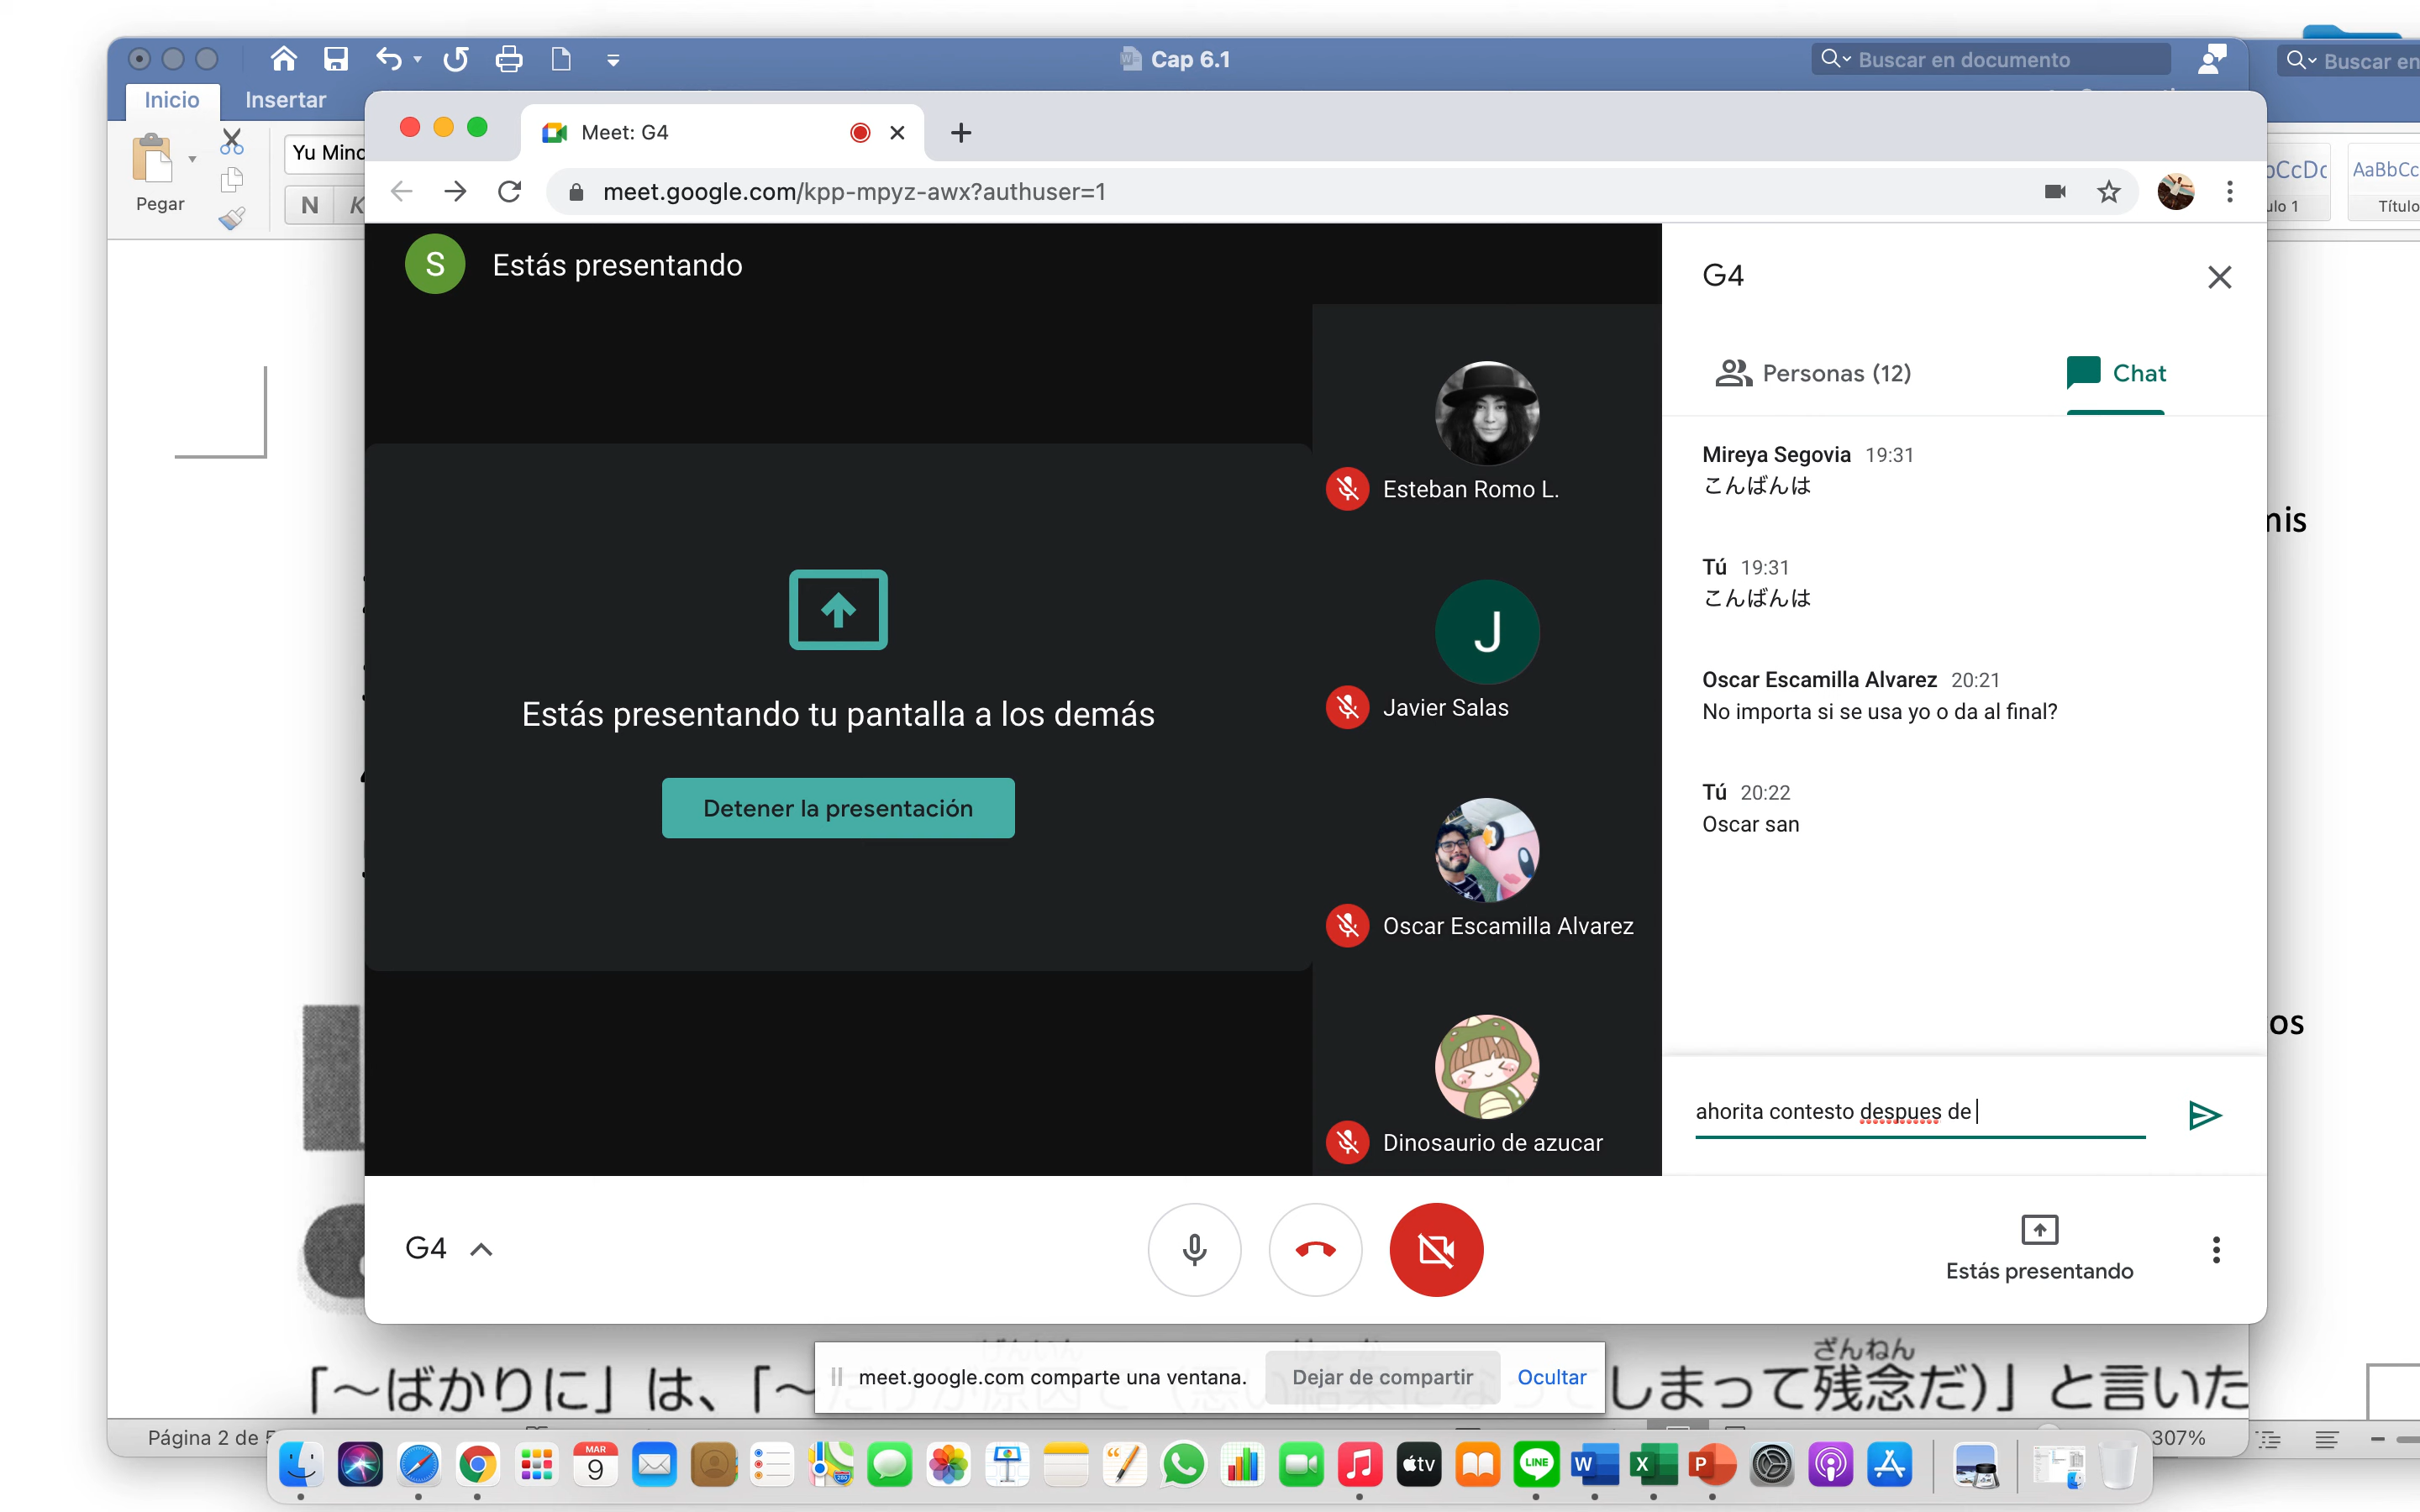 Cap 6.1
Buscar en documento
Buscar en
Inicio
Insertar
Pegar
Yu Minc
N K
Meet: G4
meet.google.com/kpp-mpyz-awx?authuser=1
AaBbCc
ulo 1
Título
S
Estás presentando
Estás presentando tu pantalla a los demás
Detener la presentación
Esteban Romo L.
J
Javier Salas
Oscar Escamilla Alvarez
Dinosaurio de azucar
G4
Personas (12)
Chat
Mireya Segovia 19:31
こんばんは
Tú 19:31
こんばんは
Oscar Escamilla Alvarez 20:21
No importa si se usa yo o da al final?
Tú 20:22
Oscar san
ahorita contesto despues de
G4
Estás presentando
os
ざんねん
「〜ばかりに」は、「〜
しまって残念だ)」と言いた
meet.google.com comparte una ventana.
Dejar de compartir
Ocultar
Página 2 de
307%
MAR
9
tv
LINE
W
X
P